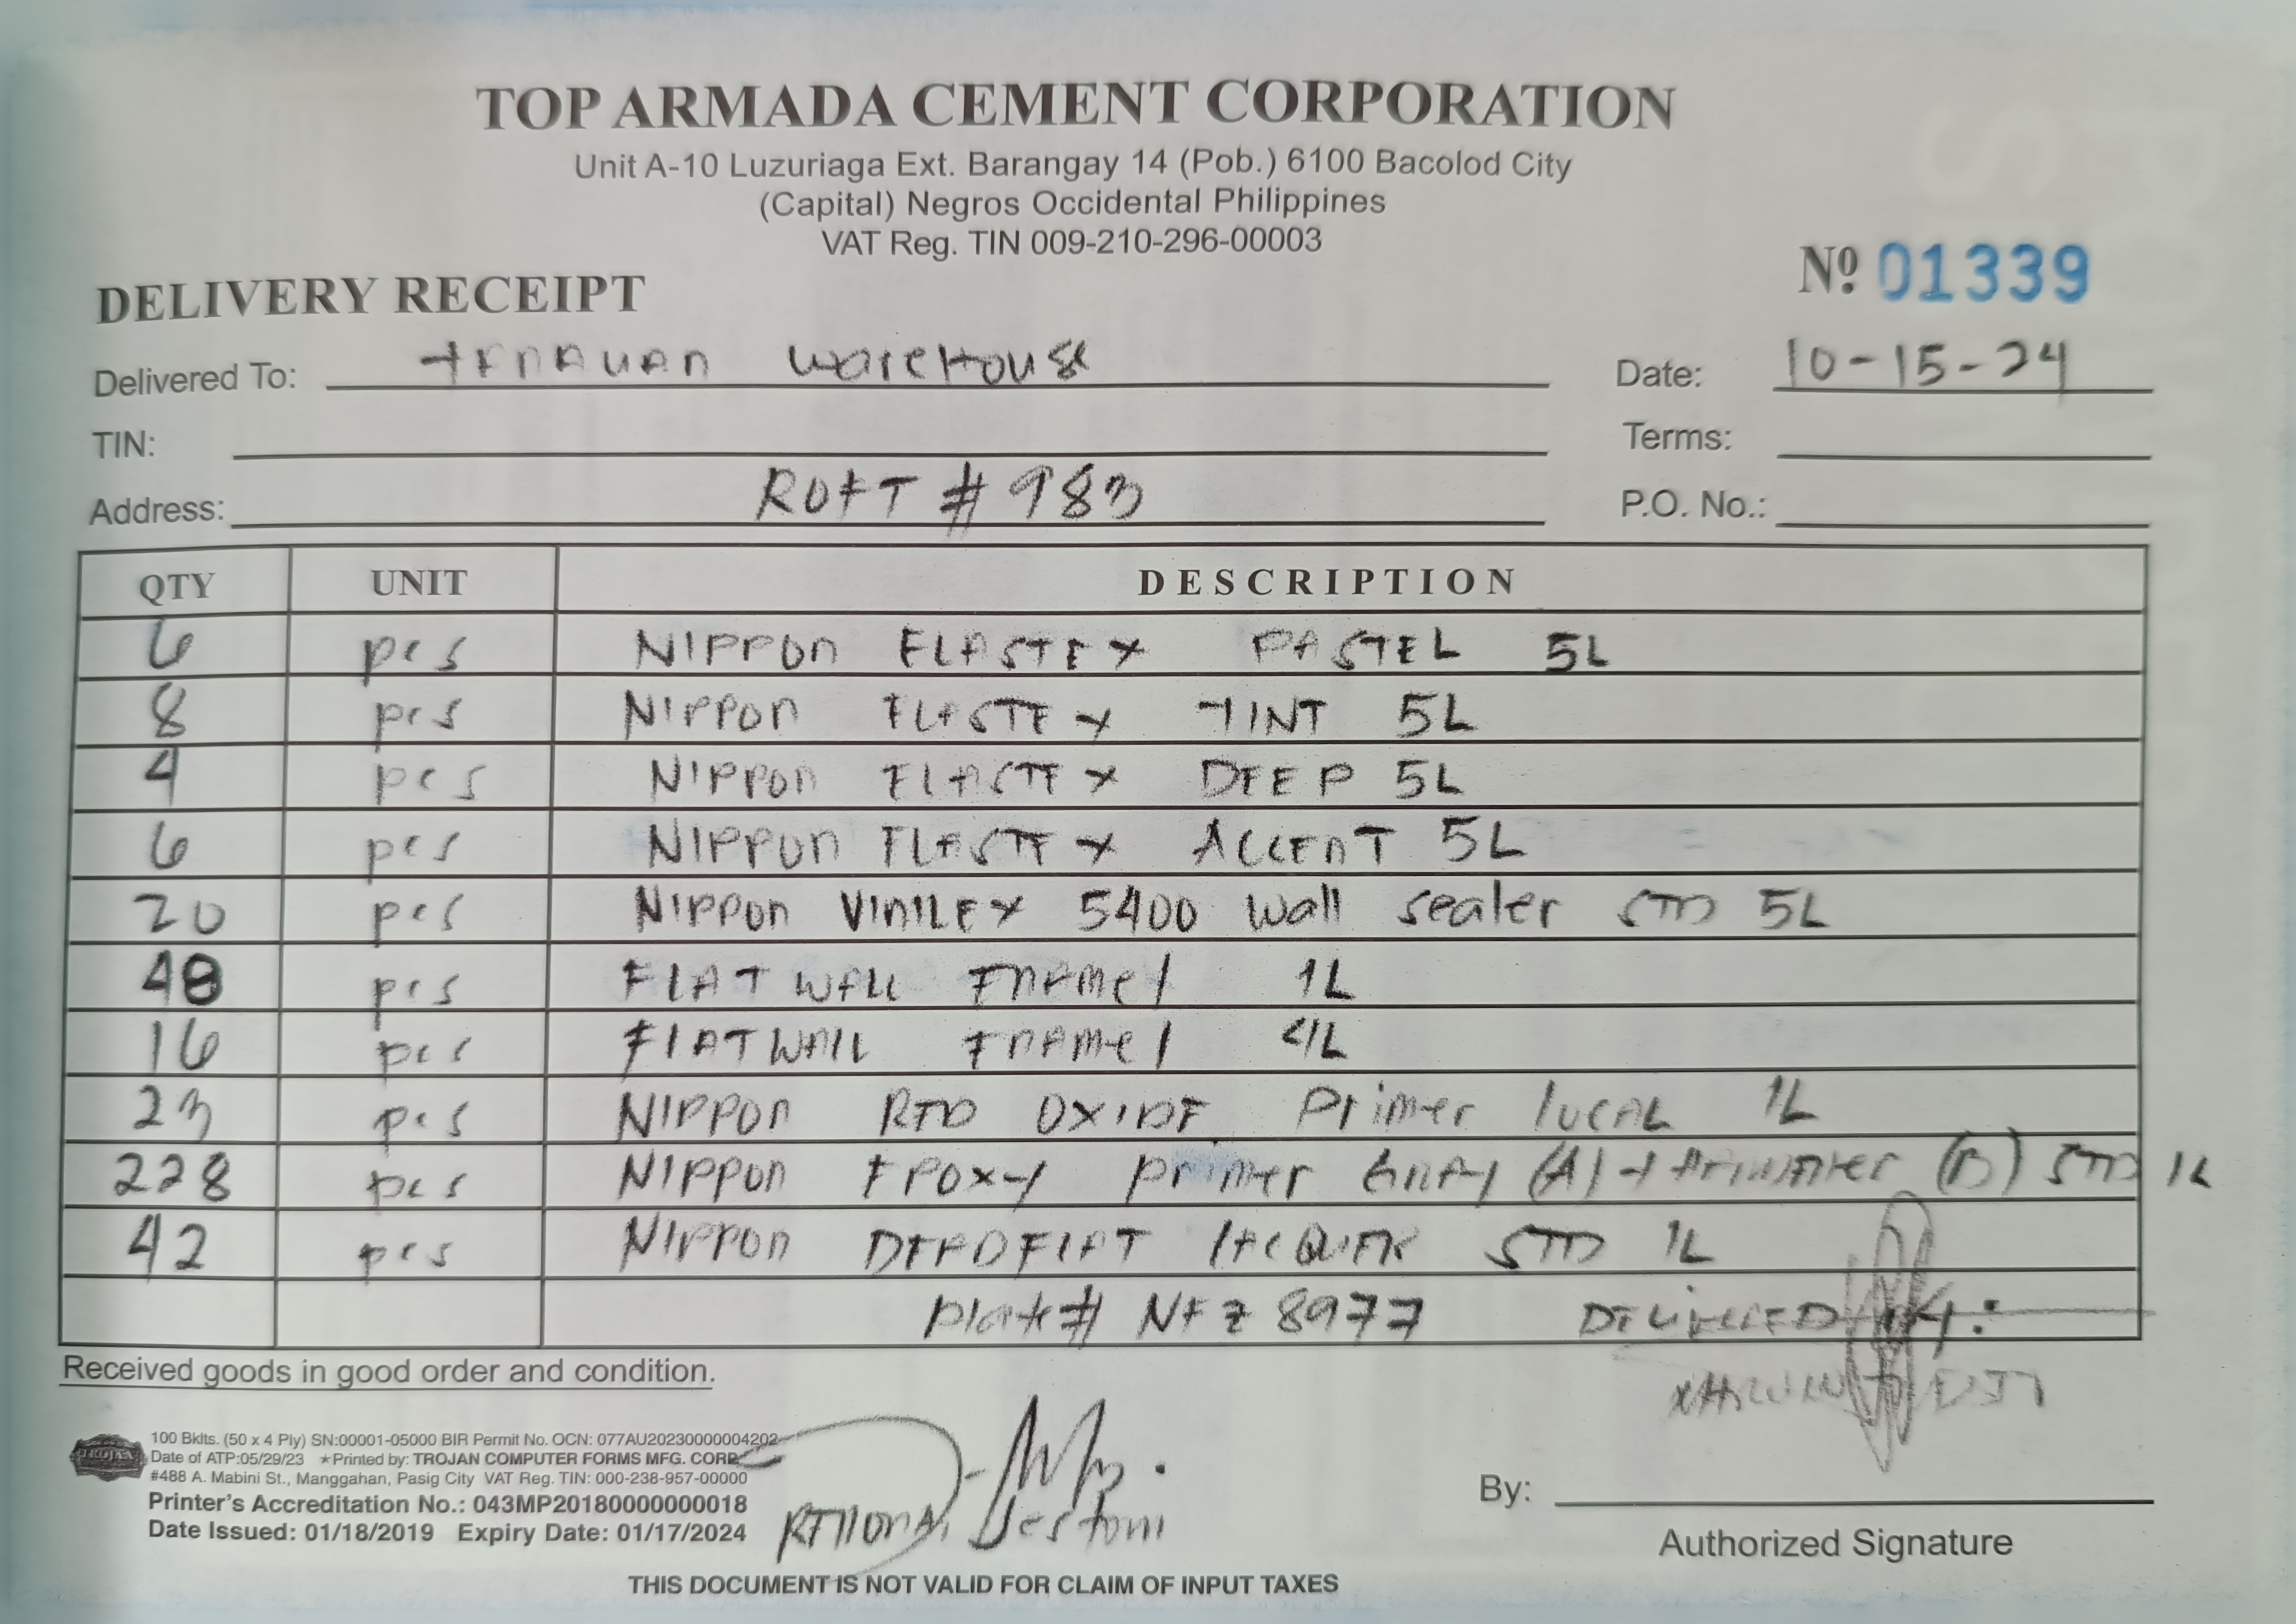 TOP ARMADA CEMENT CORPORATION
Unit A-10 Luzuriaga Ext. Barangay 14 (Pob.) 6100 Bacolod City
(Capital) Negros Occidental Philippines
VAT Reg. TIN 009-210-296-00003
DELIVERY RECEIPT № 01339
Delivered To: tEnAuAn warEHousE Date: 10-15-24
TIN: Terms:
Address: ROFT # 983 P.O. No.:
QTY UNIT DESCRIPTION
6 pcs NIPPON ELASTEX PASTEL 5L
8 pcs NIPPON ELASTEX TINT 5L
4 pcs NIPPON ELASTEX DEEP 5L
6 pcs NIPPON ELASTEX ACCENT 5L
20 pcs NIPPON VINILEX 5400 wall sealer STD 5L
48 pcs FLAT WALL ENAMEl 1L
16 pcs FlAT WALL ENAMEl 4L
23 pcs NIPPON RED OXIDE Primer lOCAL 1L
228 pcs NIPPON EPOXY primer Gray (A) + (B) STD 1L
42 pcs NIPPON DEADFLAT lACQUER STD 1L
Plate# NFZ 8977 DELIVERED BY:
Received goods in good order and condition.
TROJAN
100 Bklts. (50 x 4 Ply) SN:00001-05000 BIR Permit No. OCN: 077AU20230000004202
Date of ATP:05/29/23 ★Printed by: TROJAN COMPUTER FORMS MFG. CORP.
#488 A. Mabini St., Manggahan, Pasig City VAT Reg. TIN: 000-238-957-00000
Printer's Accreditation No.: 043MP20180000000018
Date Issued: 01/18/2019 Expiry Date: 01/17/2024
By:
Authorized Signature
THIS DOCUMENT IS NOT VALID FOR CLAIM OF INPUT TAXES